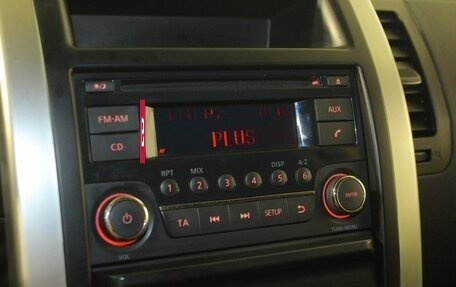 FM-AM
AUX
PLUS
CD
AF
RPT MIX DISP A-Z
1 2 3 4 5 6
ENTER
TA SETUP
VOL
TUNE/MENU